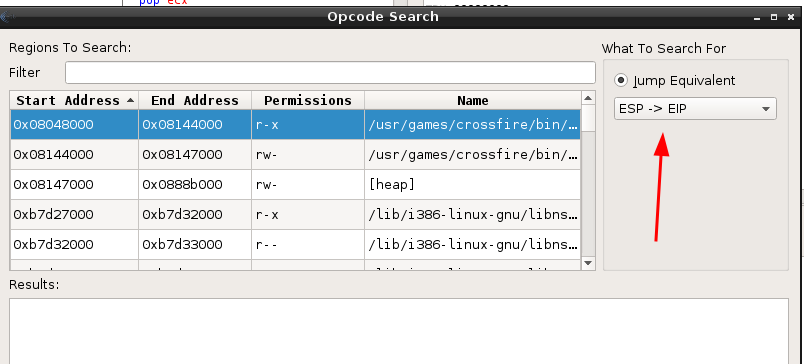 pop ecx
Opcode Search
Regions To Search:
What To Search For
Filter
Jump Equivalent
ESP -> EIP
Start Address End Address Permissions Name
0x08048000 0x08144000 r-x /usr/games/crossfire/bin/...
0x08144000 0x08147000 rw- /usr/games/crossfire/bin/...
0x08147000 0x0888b000 rw- [heap]
0xb7d27000 0xb7d32000 r-x /lib/i386-linux-gnu/libns...
0xb7d32000 0xb7d33000 r-- /lib/i386-linux-gnu/libns...
Results: